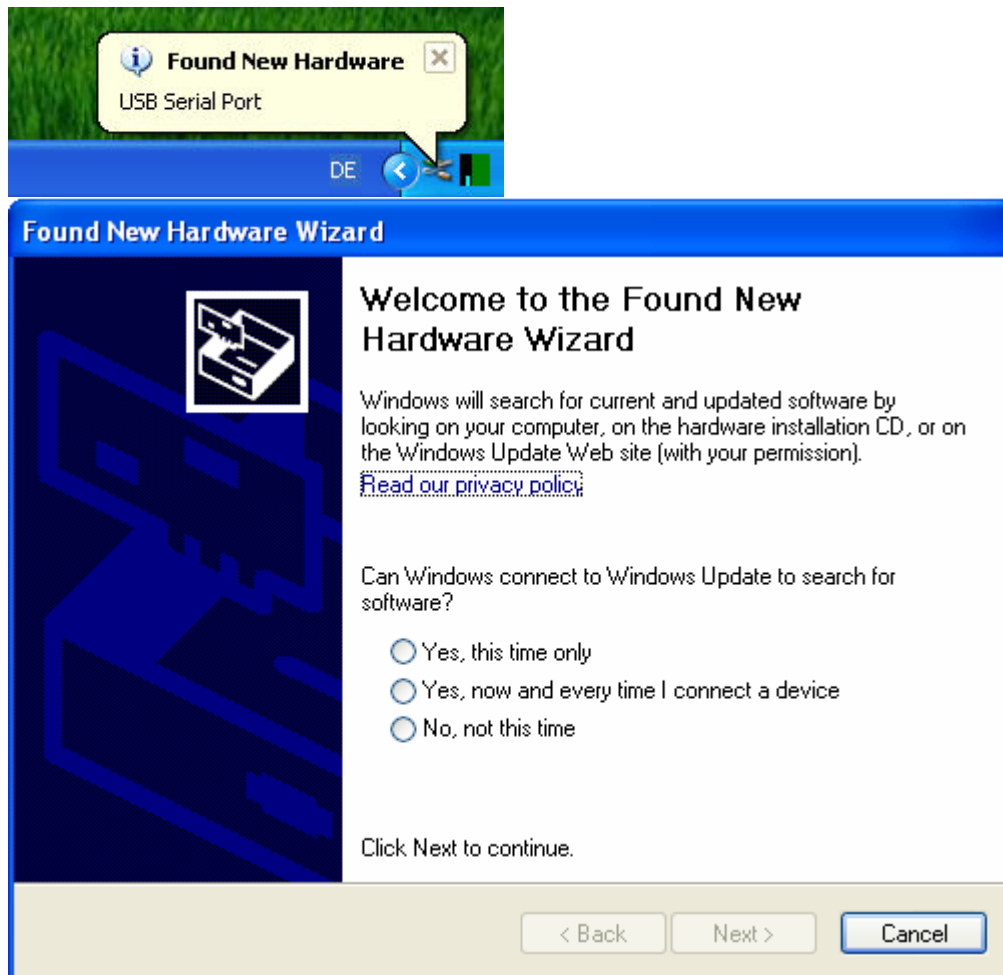 Found New Hardware
USB Serial Port
DE
Found New Hardware Wizard
Welcome to the Found New
Hardware Wizard
Windows will search for current and updated software by
looking on your computer, on the hardware installation CD, or on
the Windows Update Web site (with your permission).
Read our privacy policy
Can Windows connect to Windows Update to search for
software?
Yes, this time only
Yes, now and every time I connect a device
No, not this time
Click Next to continue.
< Back Next > Cancel